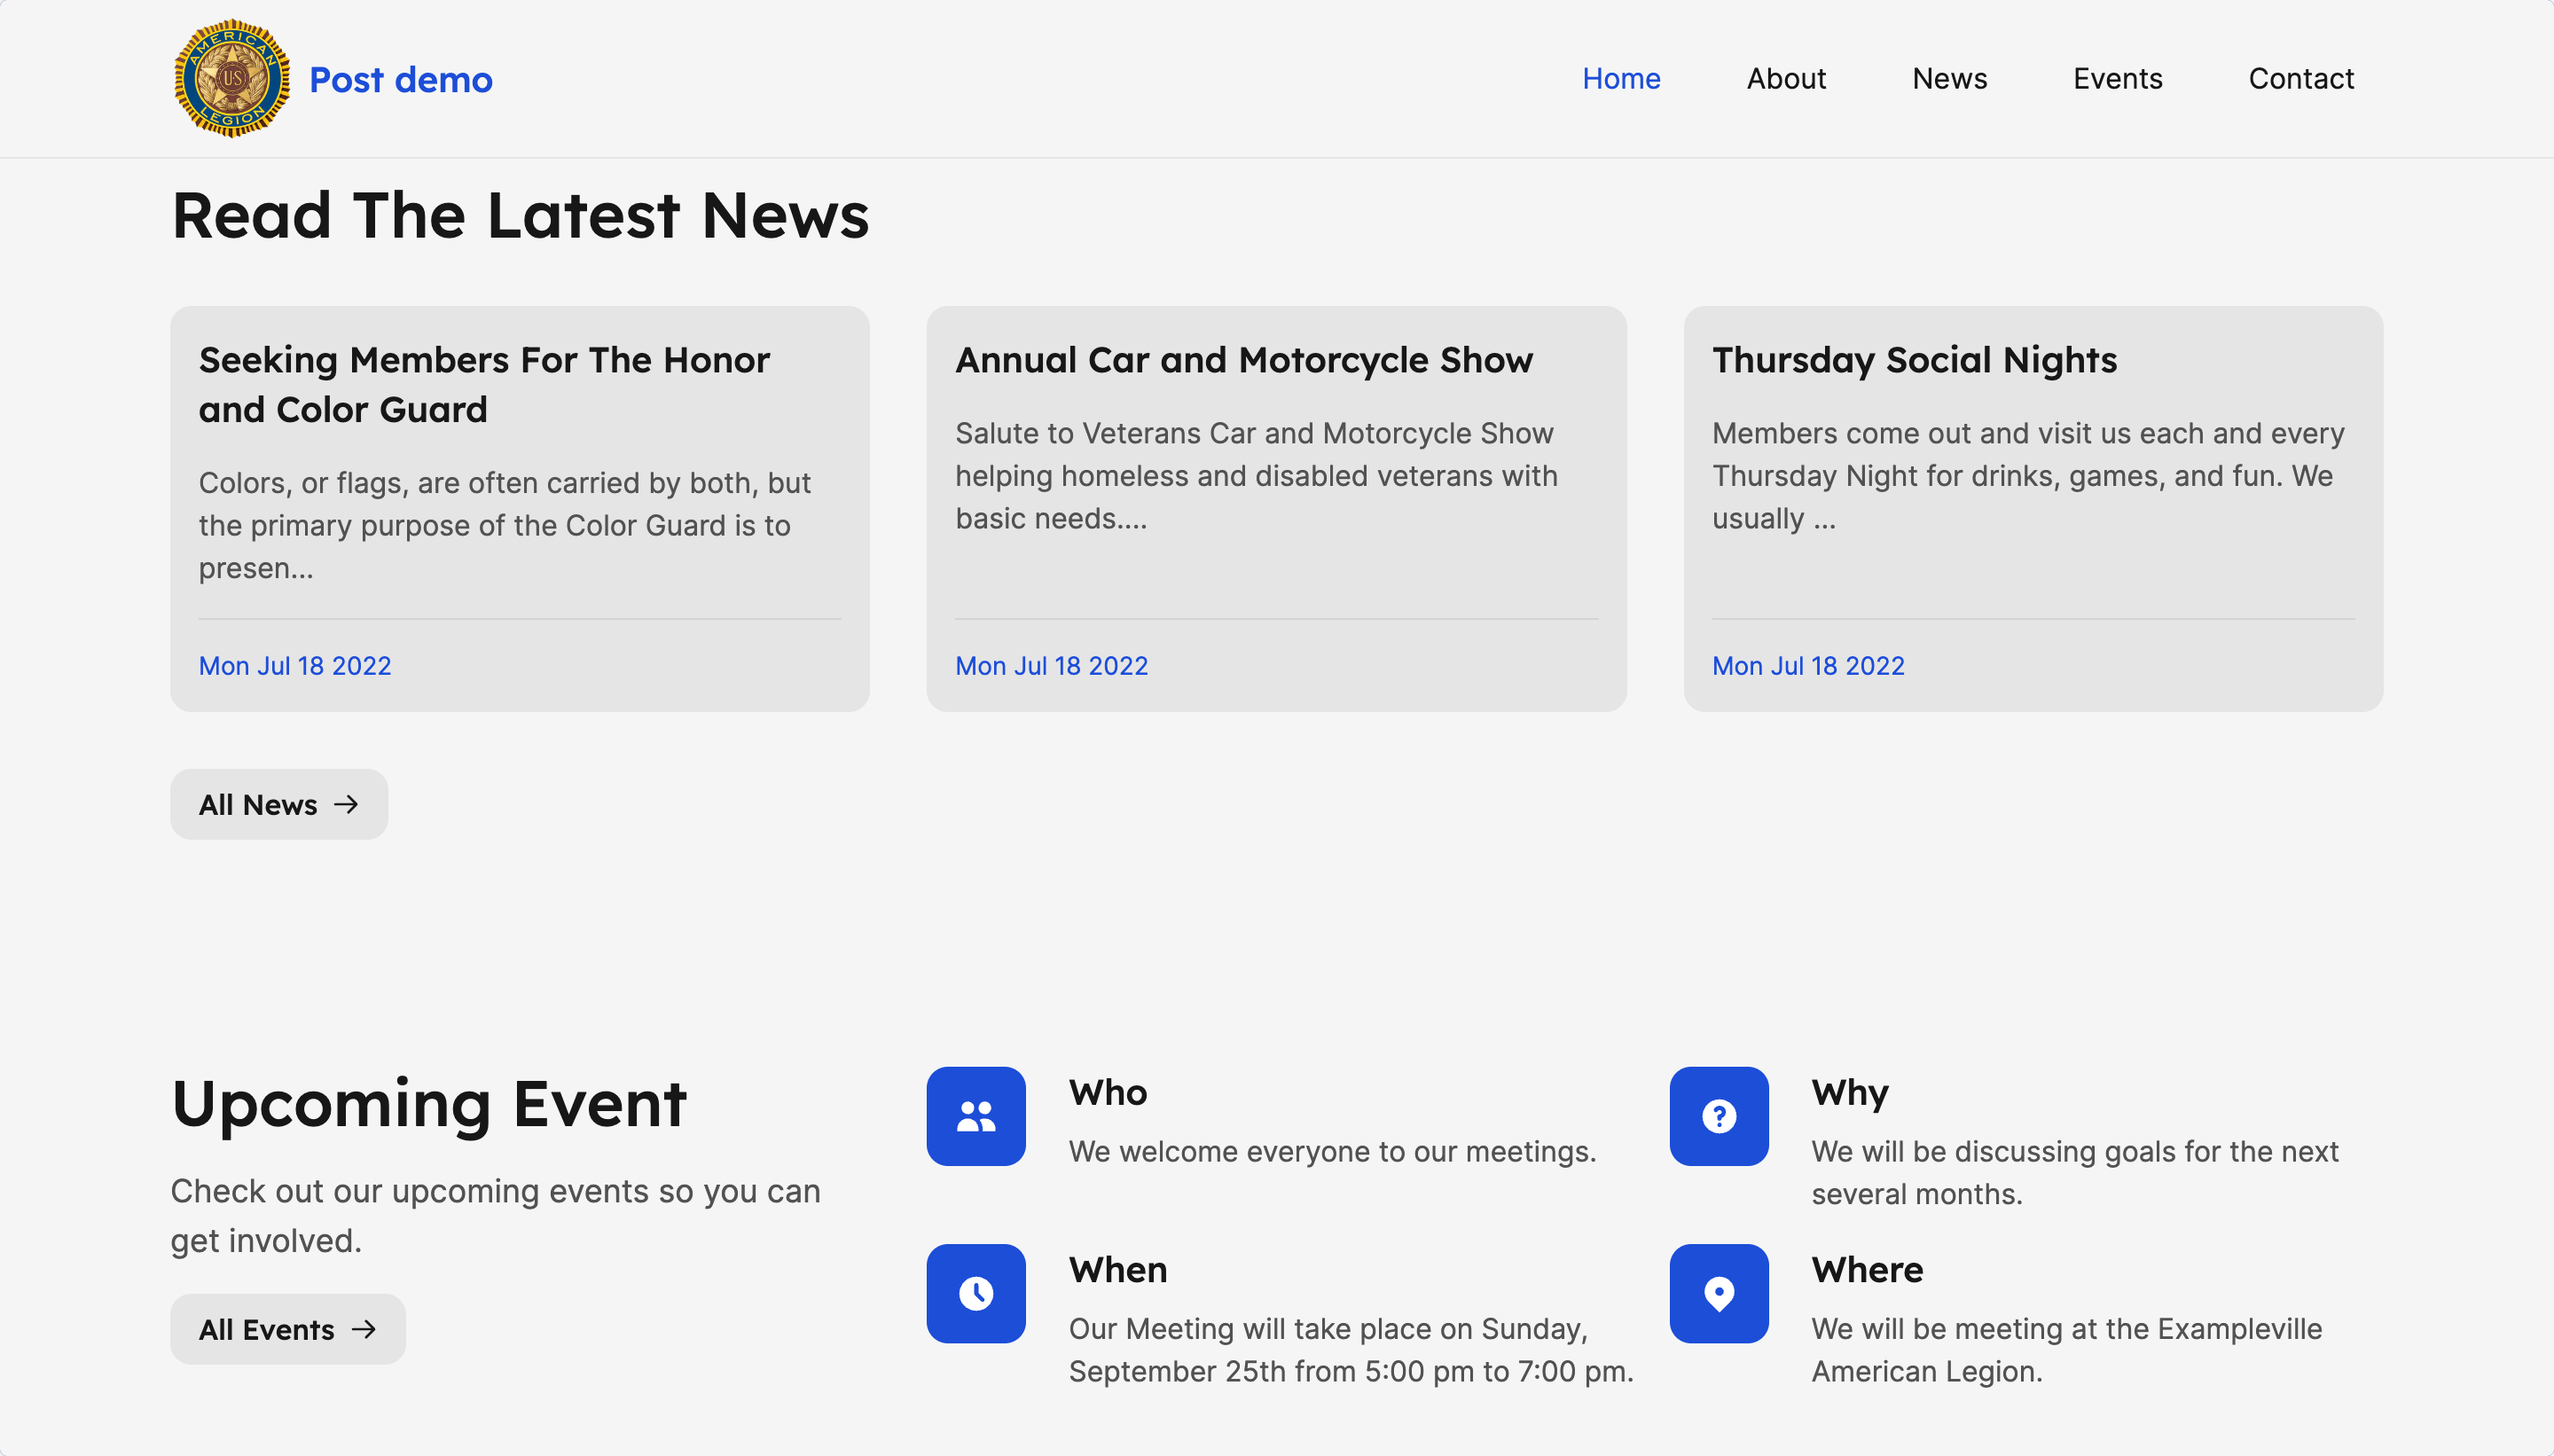 AMERICAN
US
LEGION
Post demo
Home
About
News
Events
Contact
Read The Latest News
Seeking Members For The Honor
and Color Guard
Colors, or flags, are often carried by both, but
the primary purpose of the Color Guard is to
presen...
Mon Jul 18 2022
Annual Car and Motorcycle Show
Salute to Veterans Car and Motorcycle Show
helping homeless and disabled veterans with
basic needs....
Mon Jul 18 2022
Thursday Social Nights
Members come out and visit us each and every
Thursday Night for drinks, games, and fun. We
usually ...
Mon Jul 18 2022
All News
Upcoming Event
Check out our upcoming events so you can
get involved.
All Events
Who
We welcome everyone to our meetings.
Why
We will be discussing goals for the next
several months.
When
Our Meeting will take place on Sunday,
September 25th from 5:00 pm to 7:00 pm.
Where
We will be meeting at the Exampleville
American Legion.